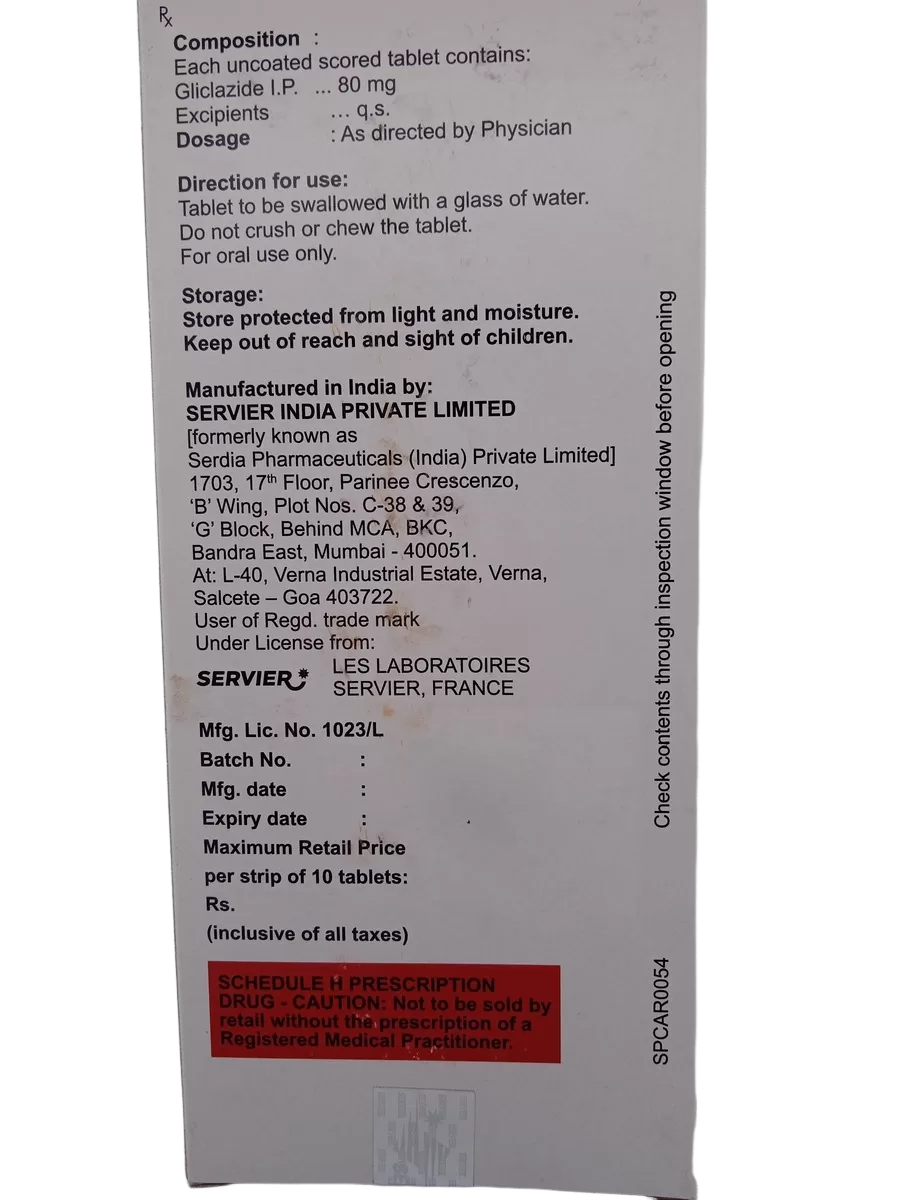 Rx
Composition :
Each uncoated scored tablet contains:
Gliclazide I.P. ... 80 mg
Excipients ... q.s.
Dosage : As directed by Physician
Direction for use:
Tablet to be swallowed with a glass of water.
Do not crush or chew the tablet.
For oral use only.
Storage:
Store protected from light and moisture.
Keep out of reach and sight of children.
Manufactured in India by:
SERVIER INDIA PRIVATE LIMITED
[formerly known as
Serdia Pharmaceuticals (India) Private Limited]
1703, 17th Floor, Parinee Crescenzo,
‘B’ Wing, Plot Nos. C-38 & 39,
‘G’ Block, Behind MCA, BKC,
Bandra East, Mumbai - 400051.
At: L-40, Verna Industrial Estate, Verna,
Salcete – Goa 403722.
User of Regd. trade mark
Under License from:
SERVIER LES LABORATOIRES
SERVIER, FRANCE
Mfg. Lic. No. 1023/L
Batch No. :
Mfg. date :
Expiry date :
Maximum Retail Price
per strip of 10 tablets:
Rs.
(inclusive of all taxes)
SCHEDULE H PRESCRIPTION
DRUG - CAUTION: Not to be sold by
retail without the prescription of a
Registered Medical Practitioner.
Check contents through inspection window before opening
SPCAR0054